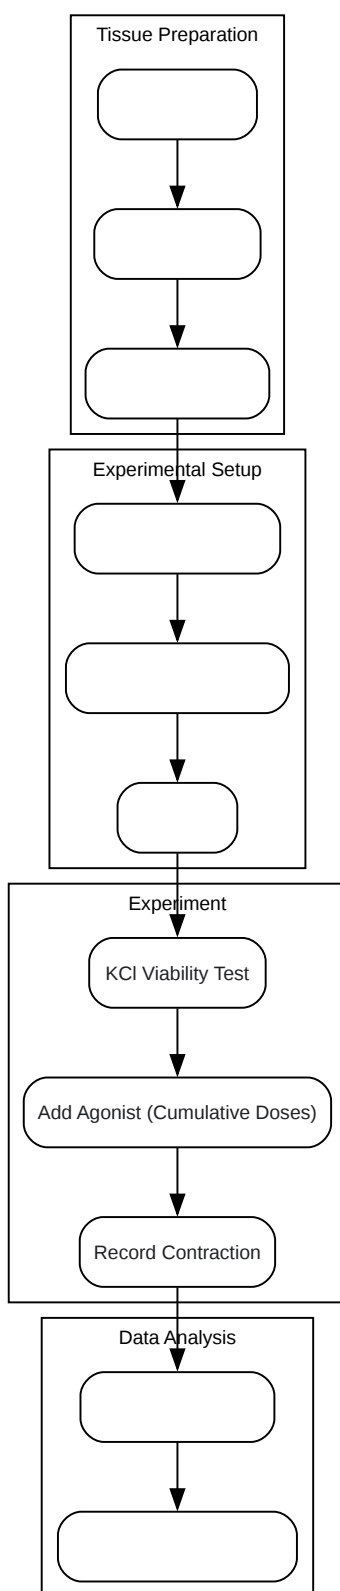 Tissue Preparation
Experimental Setup
Experiment
KCl Viability Test
Add Agonist (Cumulative Doses)
Record Contraction
Data Analysis